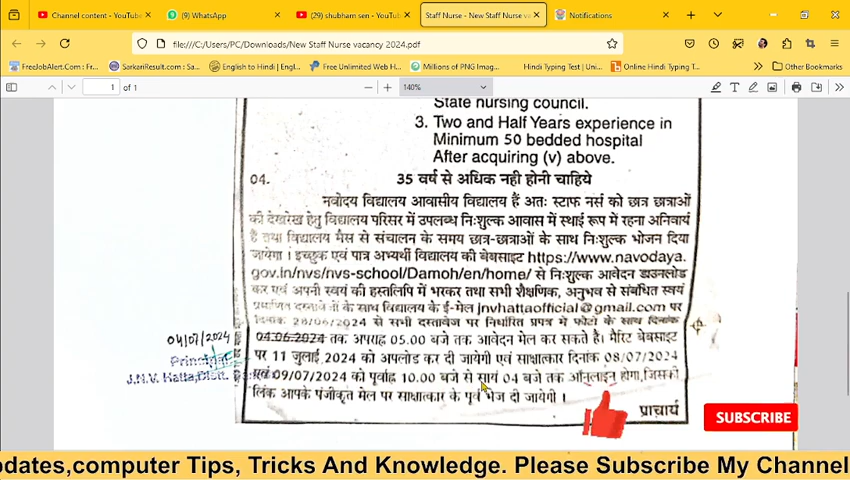 Channel content - YouTube
(9) WhatsApp
(29) shubham sen - YouTube
Staff Nurse - New Staff Nurse va
Notifications
file:///C:/Users/PC/Downloads/New Staff Nurse vacancy 2024.pdf
FreeJobAlert.Com | Free
SarkariResult.com : Sa
English to Hindi | English
Free Unlimited Web H
Millions of PNG Imag
Hindi Typing Test | Uni
Online Hindi Typing T
Other Bookmarks
1 of 1
140%
State nursing council.
3. Two and Half Years experience in
Minimum 50 bedded hospital
After acquiring (v) above.
04. 35 वर्ष से अधिक नही होनी चाहिये
नवोदय विद्यालय आवासीय विद्यालय हैं अतः स्टाफ नर्स को छात्र छात्राओं
की देखरेख हेतु विद्यालय परिसर में उपलब्ध निःशुल्क आवास में स्थाई रूप में रहना अनिवार्य
है तथा विद्यालय मैस से संचालन के समय छात्र-छात्राओं के साथ निःशुल्क भोजन दिया
जायेगा । इच्छुक एवं पात्र अभ्यर्थी विद्यालय की बेबसाइट https://www.navodaya.
gov.in/nvs/nvs-school/Damoh/en/home/ से निःशुल्क आवेदन डाउनलोड
कर एवं अपनी स्वयं की हस्तलिपि में भरकर तथा सभी शैक्षणिक, अनुभव से संबंधित स्वयं
प्रमाणित दस्तावेजों के साथ विद्यालय के ई-मेल jnvhattaofficial@gmail.com पर
दिनांक 28/06/2024 से सभी दस्तावेज पर निर्धारित प्रपत्र में फोटो के साथ दिनांक
04/07/2024 04.06.2024 तक अपराह 05.00 बजे तक आवेदन मेल कर सकते है। मैरिट बेबसाइट
Principal पर 11 जुलाई, 2024 को अपलोड कर दी जायेगी एवं साक्षात्कार दिनांक 08/07/2024
J.N.V. Hatta, Distt. एवं 09/07/2024 को पूर्वाह 10.00 बजे से सायं 04 बजे तक ऑनलाईन होगा, जिसकी
लिंक आपके पंजीकृत मेल पर साक्षात्कार के पूर्व भेज दी जायेगी ।
प्राचार्य
SUBSCRIBE
pdates,computer Tips, Tricks And Knowledge. Please Subscribe My Channel